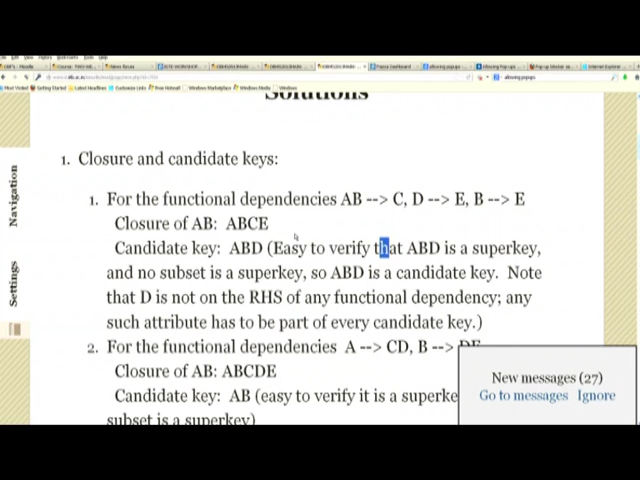 Solutions
Navigation
Settings
1. Closure and candidate keys:
1. For the functional dependencies AB --> C, D --> E, B --> E
Closure of AB: ABCE
Candidate key: ABD (Easy to verify that ABD is a superkey,
and no subset is a superkey, so ABD is a candidate key. Note
that D is not on the RHS of any functional dependency; any
such attribute has to be part of every candidate key.)
2. For the functional dependencies A --> CD, B --> DE
Closure of AB: ABCDE
Candidate key: AB (easy to verify it is a superke
subset is a superkey)
New messages (27)
Go to messages Ignore